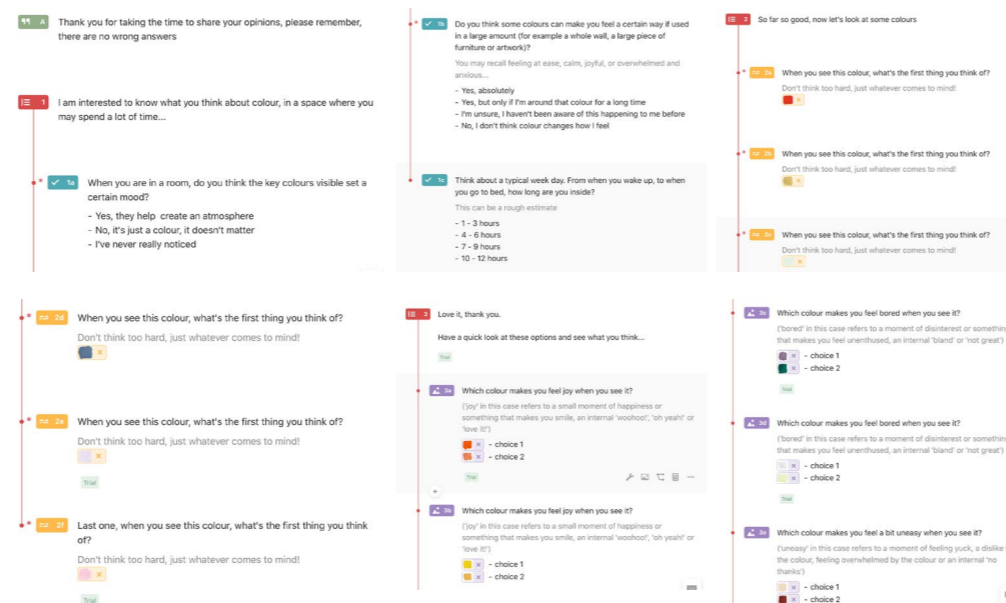 A
Thank you for taking the time to share your opinions, please remember,
there are no wrong answers
1
I am interested to know what you think about colour, in a space where you
may spend a lot of time...
1a
When you are in a room, do you think the key colours visible set a
certain mood?
- Yes, they help create an atmosphere
- No, it's just a colour, it doesn't matter
- I've never really noticed
1b
Do you think some colours can make you feel a certain way if used
in a large amount (for example a whole wall, a large piece of
furniture or artwork)?
You may recall feeling at ease, calm, joyful, or overwhelmed and
anxious...
- Yes, absolutely
- Yes, but only if I'm around that colour for a long time
- I'm unsure, I haven't been aware of this happening to me before
- No, I don't think colour changes how I feel
1c
Think about a typical week day. From when you wake up, to when
you go to bed, how long are you inside?
This can be a rough estimate
- 1 - 3 hours
- 4 - 6 hours
- 7 - 9 hours
- 10 - 12 hours
2
So far so good, now let's look at some colours
2a
When you see this colour, what's the first thing you think of?
Don't think too hard, just whatever comes to mind!
2b
When you see this colour, what's the first thing you think of?
Don't think too hard, just whatever comes to mind!
2c
When you see this colour, what's the first thing you think of?
Don't think too hard, just whatever comes to mind!
2d
When you see this colour, what's the first thing you think of?
Don't think too hard, just whatever comes to mind!
2e
When you see this colour, what's the first thing you think of?
Don't think too hard, just whatever comes to mind!
Trial
2f
Last one, when you see this colour, what's the first thing you think
of?
Don't think too hard, just whatever comes to mind!
Trial
3
Love it, thank you.
Have a quick look at these options and see what you think...
Trial
3a
Which colour makes you feel joy when you see it?
('joy' in this case refers to a small moment of happiness or
something that makes you smile, an internal 'woohoo!', 'oh yeah!' or
'love it!')
- choice 1
- choice 2
Trial
3b
Which colour makes you feel joy when you see it?
('joy' in this case refers to a small moment of happiness or
something that makes you smile, an internal 'woohoo!', 'oh yeah!' or
'love it!')
- choice 1
- choice 2
3c
Which colour makes you feel bored when you see it?
('bored' in this case refers to a moment of disinterest or something
that makes you feel unenthused, an internal 'bland' or 'not great')
- choice 1
- choice 2
Trial
3d
Which colour makes you feel bored when you see it?
('bored' in this case refers to a moment of disinterest or something
that makes you feel unenthused, an internal 'bland' or 'not great')
- choice 1
- choice 2
Trial
3e
Which colour makes you feel a bit uneasy when you see it?
('uneasy' in this case refers to a moment of feeling yuck, a dislike
the colour, feeling overwhelmed by the colour or an internal 'no
thanks')
- choice 1
- choice 2